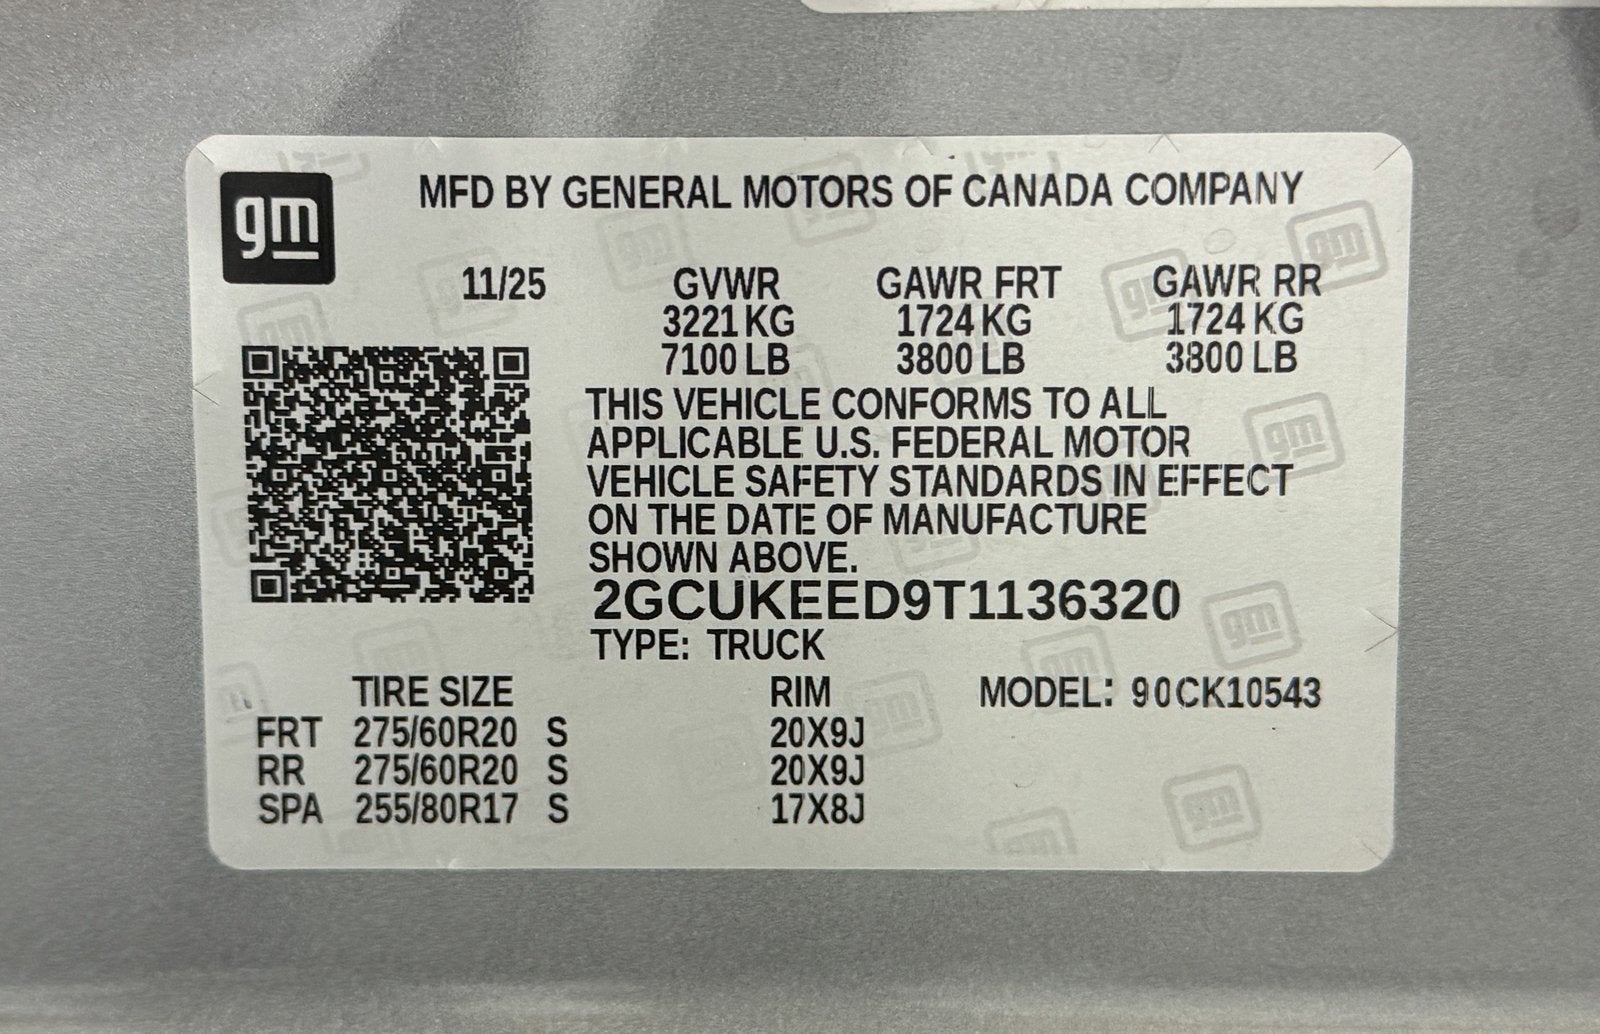 gm
MFD BY GENERAL MOTORS OF CANADA COMPANY
11/25 GVWR GAWR FRT GAWR RR
3221 KG 1724 KG 1724 KG
7100 LB 3800 LB 3800 LB
THIS VEHICLE CONFORMS TO ALL
APPLICABLE U.S. FEDERAL MOTOR
VEHICLE SAFETY STANDARDS IN EFFECT
ON THE DATE OF MANUFACTURE
SHOWN ABOVE.
2GCUKEED9T1136320
TYPE: TRUCK
TIRE SIZE RIM MODEL: 90CK10543
FRT 275/60R20 S 20X9J
RR 275/60R20 S 20X9J
SPA 255/80R17 S 17X8J